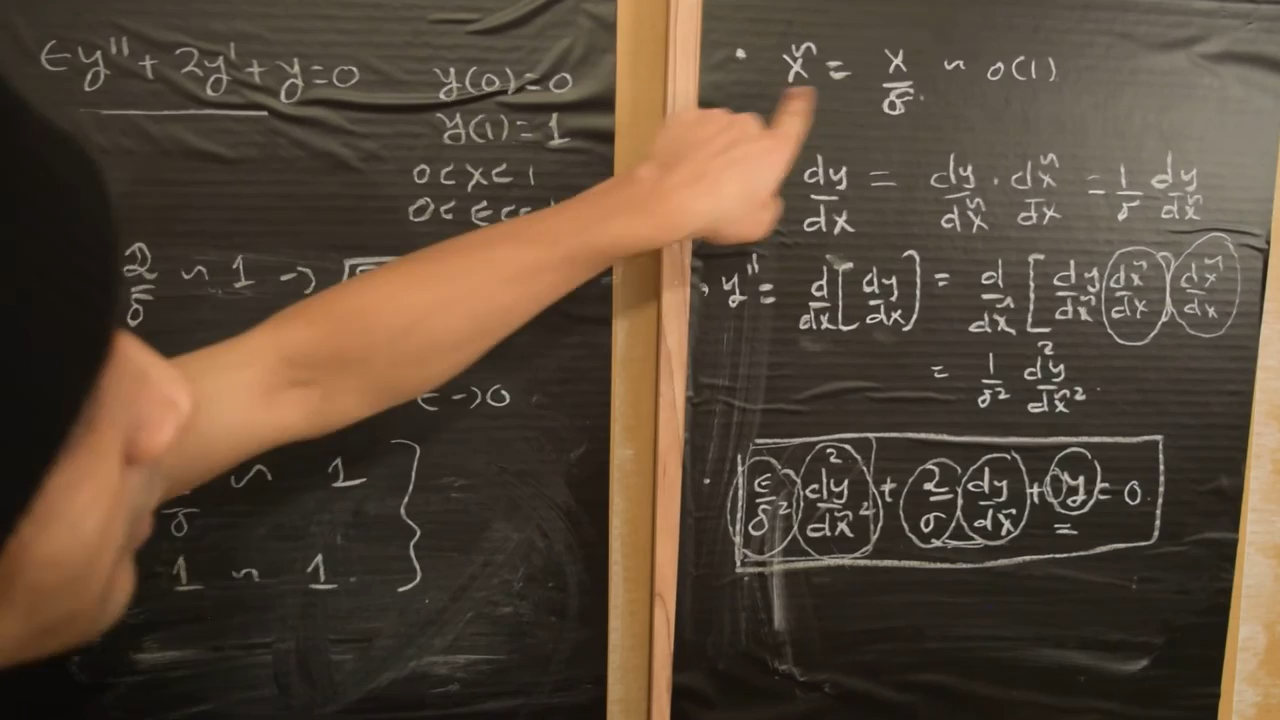 εy'' + 2y' + y = 0
y(0) = 0
y(1) = 1
0 < x < 1
0 < ε <<
2/δ ~ 1 →
ε → 0
/δ ~ 1
1 ~ 1
• x̃ = x/δ ~ O(1)
dy/dx = dy/dx̃ · dx̃/dx = 1/δ dy/dx̃
• y'' = d/dx [dy/dx] = d/dx̃ [dy/dx̃ dx̃/dx] dx̃/dx
= 1/δ² d²y/dx̃²
• ε/δ² d²y/dx̃² + 2/δ dy/dx̃ + y = 0